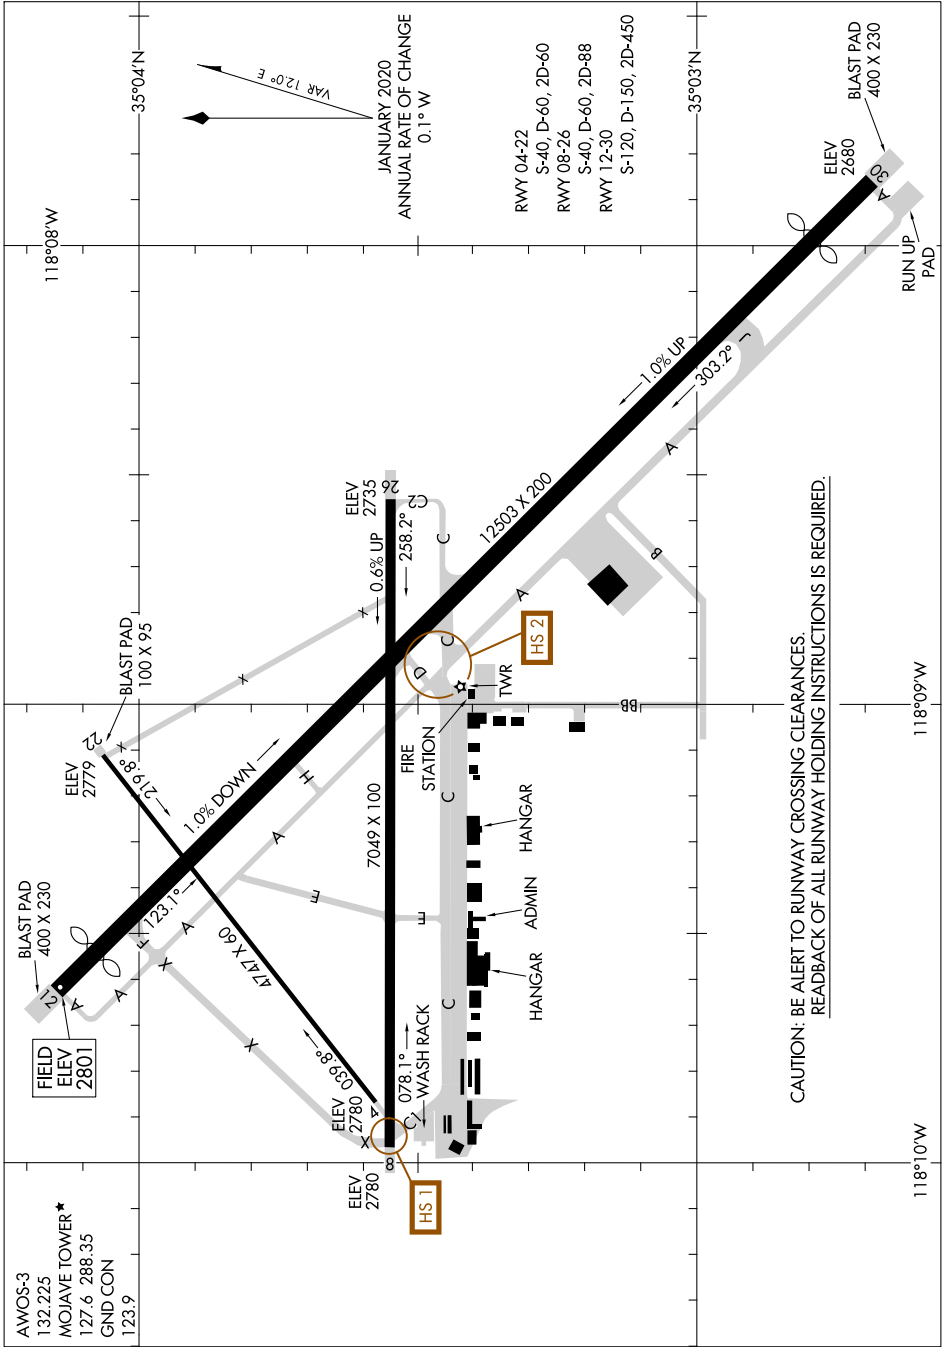 AWOS-3
132.225
MOJAVE TOWER★
127.6 288.35
GND CON
123.9
FIELD
ELEV
2801
BLAST PAD
400 X 230
12
A
A
A
F
X
X
X
123.1°
4747 X 60
039.8°
4
ELEV
2780
ELEV
2780
8
HS 1
C1
078.1°
WASH RACK
ELEV
2779
22
BLAST PAD
100 X 95
219.8°
X
X
X
1.0% DOWN
H
A
E
E
7049 X 100
C
C
C
C
D
FIRE
STATION
TWR
HS 2
HANGAR
ADMIN
HANGAR
BB
B
ELEV
2735
26
C2
0.6% UP
258.2°
12503 X 200
A
A
1.0% UP
303.2°
J
A
30
ELEV
2680
BLAST PAD
400 X 230
RUN UP
PAD
VAR 12.0° E
JANUARY 2020
ANNUAL RATE OF CHANGE
0.1° W
RWY 04-22
S-40, D-60, 2D-60
RWY 08-26
S-40, D-60, 2D-88
RWY 12-30
S-120, D-150, 2D-450
35°04'N
35°03'N
118°08'W
118°09'W
118°10'W
CAUTION: BE ALERT TO RUNWAY CROSSING CLEARANCES.
READBACK OF ALL RUNWAY HOLDING INSTRUCTIONS IS REQUIRED.